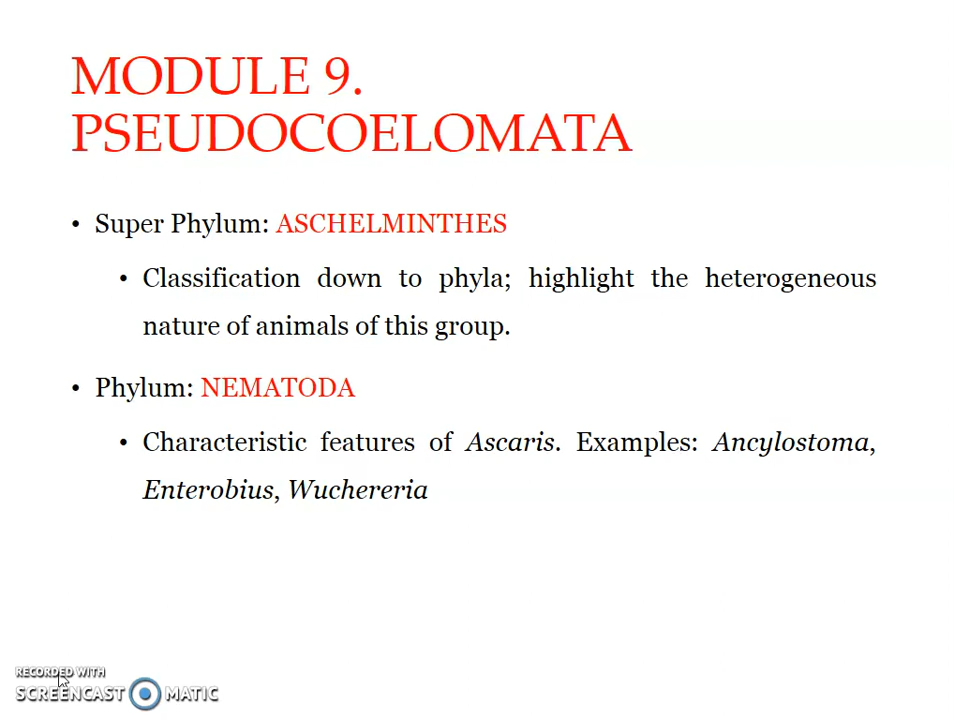 MODULE 9.
PSEUDOCOELOMATA
• Super Phylum: ASCHELMINTHES
• Classification down to phyla; highlight the heterogeneous
nature of animals of this group.
• Phylum: NEMATODA
• Characteristic features of Ascaris. Examples: Ancylostoma,
Enterobius, Wuchereria
RECORDED WITH
SCREENCAST MATIC